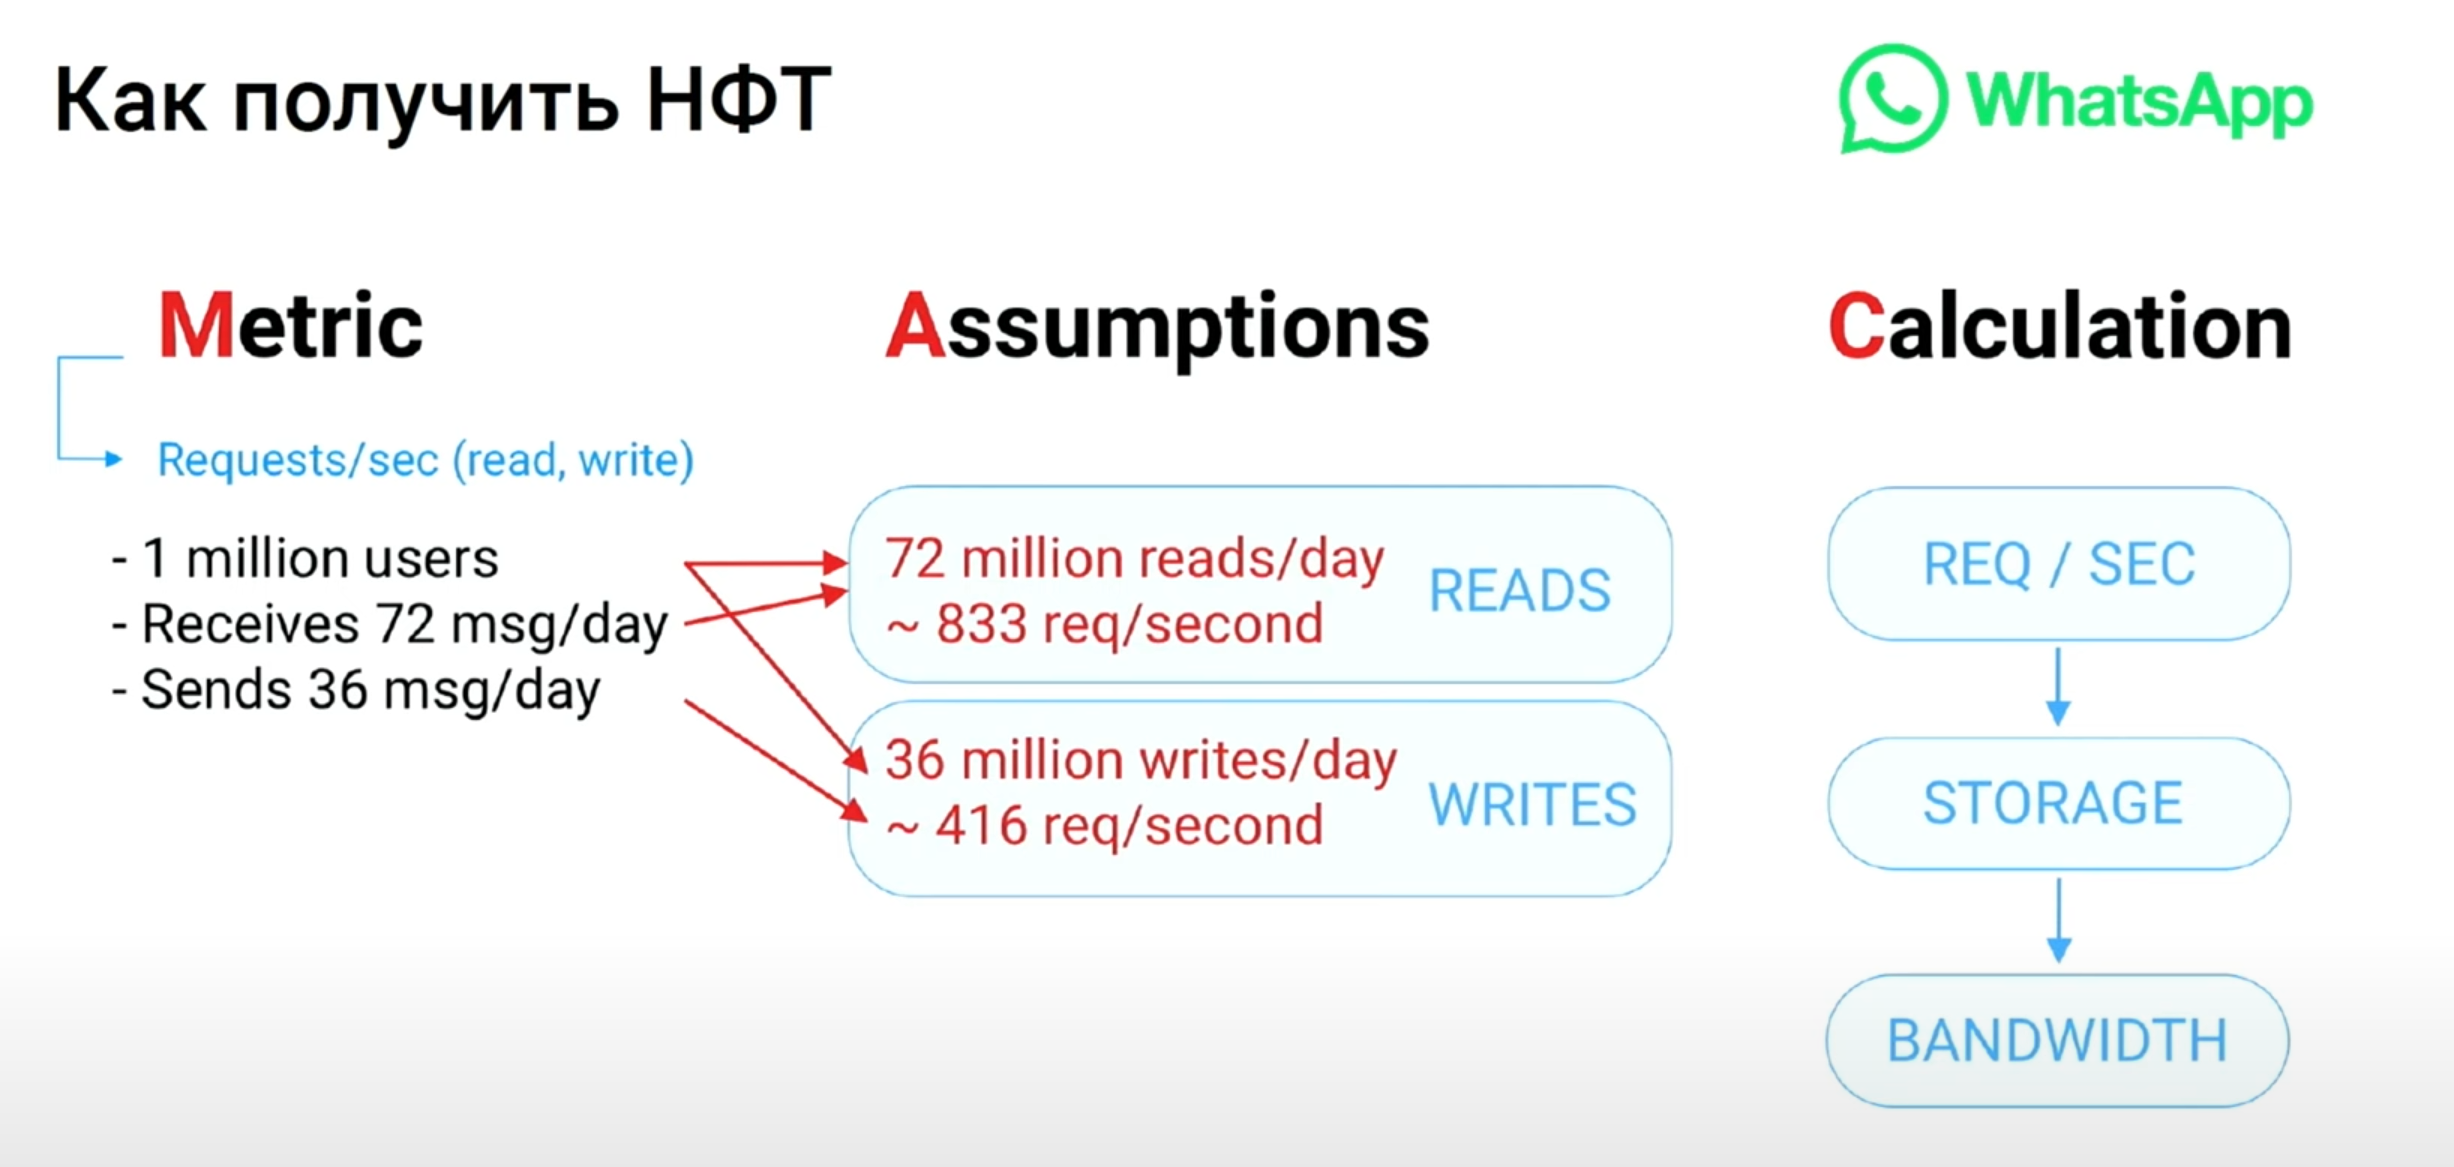 Как получить НФТ
WhatsApp
Metric
Requests/sec (read, write)
- 1 million users
- Receives 72 msg/day
- Sends 36 msg/day
Assumptions
72 million reads/day
~ 833 req/second
READS
36 million writes/day
~ 416 req/second
WRITES
Calculation
REQ / SEC
STORAGE
BANDWIDTH